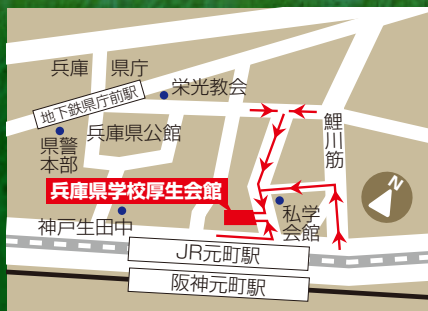 兵庫 県庁
地下鉄県庁前駅
栄光教会
県警
本部
兵庫県公館
鯉川筋
兵庫県学校厚生会館
N
神戸生田中
私学
会館
JR元町駅
阪神元町駅